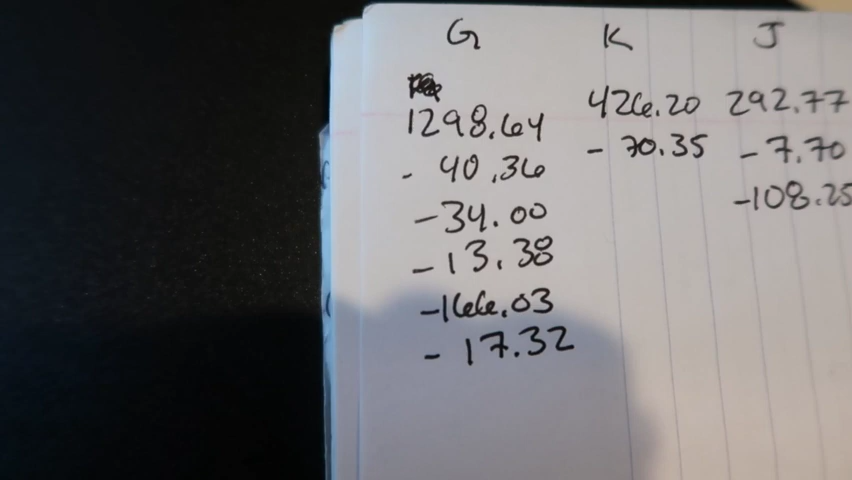 G K J
1298.64 426.20 292.77
- 40.36 - 70.35 - 7.70
- 34.00 -108.25
- 13.38
-166.03
- 17.32